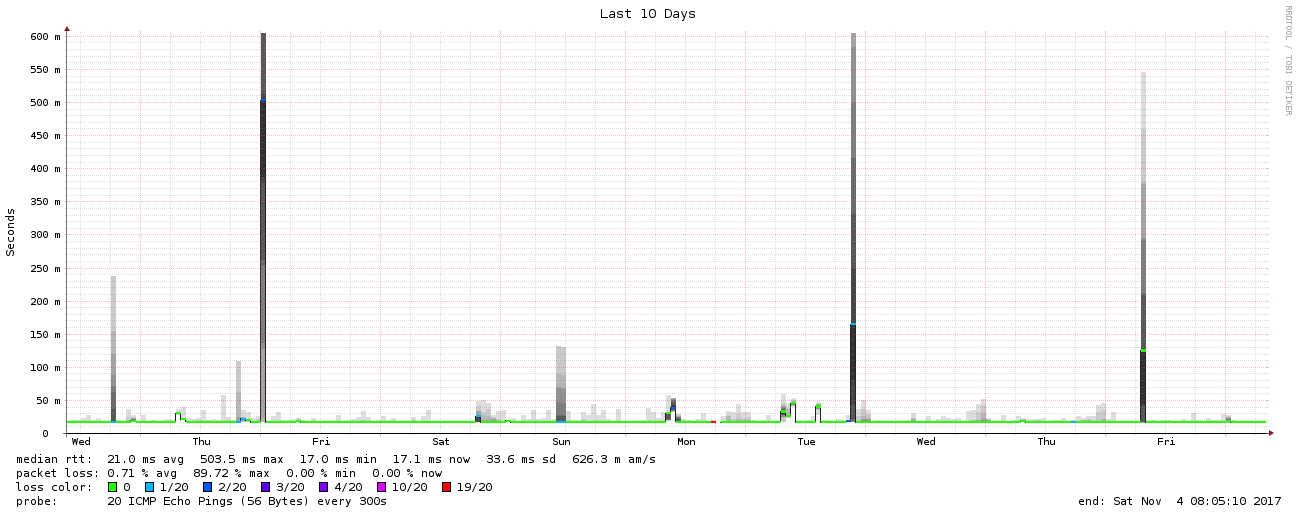 Last 10 Days
RRDTOOL / TOBI OETIKER
Seconds
600 m
550 m
500 m
450 m
400 m
350 m
300 m
250 m
200 m
150 m
100 m
50 m
0
Wed Thu Fri Sat Sun Mon Tue Wed Thu Fri
median rtt: 21.0 ms avg 503.5 ms max 17.0 ms min 17.1 ms now 33.6 ms sd 626.3 m am/s
packet loss: 0.71 % avg 89.72 % max 0.00 % min 0.00 % now
loss color: 0 1/20 2/20 3/20 4/20 10/20 19/20
probe: 20 ICMP Echo Pings (56 Bytes) every 300s end: Sat Nov 4 08:05:10 2017